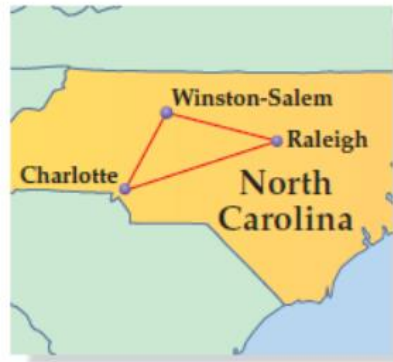 Winston-Salem
Raleigh
Charlotte
North
Carolina